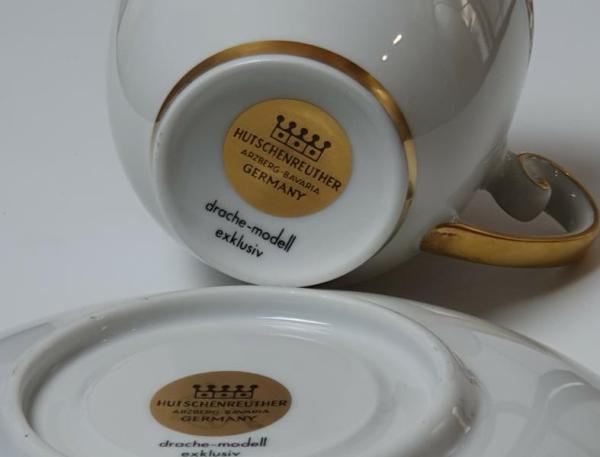 HUTSCHENREUTHER
ARZBERG-BAVARIA
GERMANY
drache-modell
exklusiv
HUTSCHENREUTHER
ARZBERG-BAVARIA
GERMANY
drache-modell
exklusiv